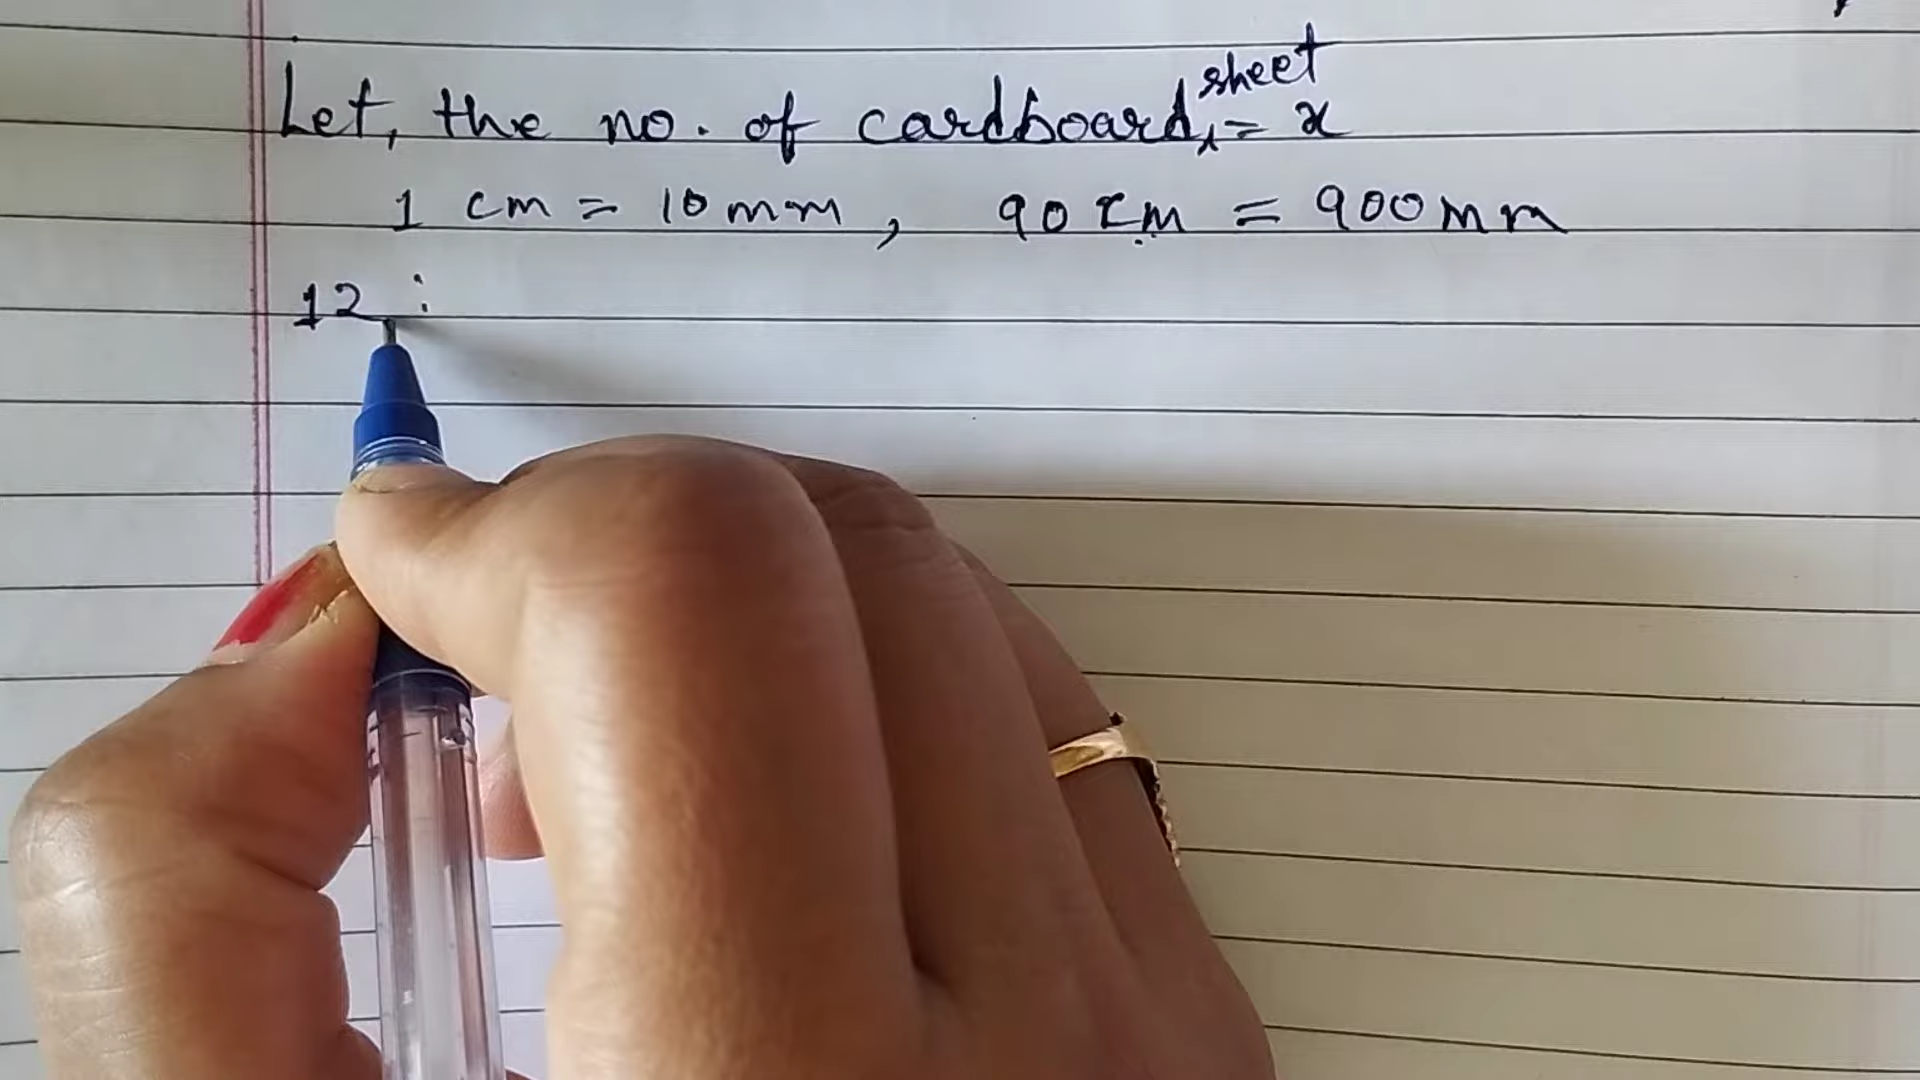 Let, the no. of cardboard sheet = x
1 cm = 10 mm, 90 cm = 900 mm
12 :